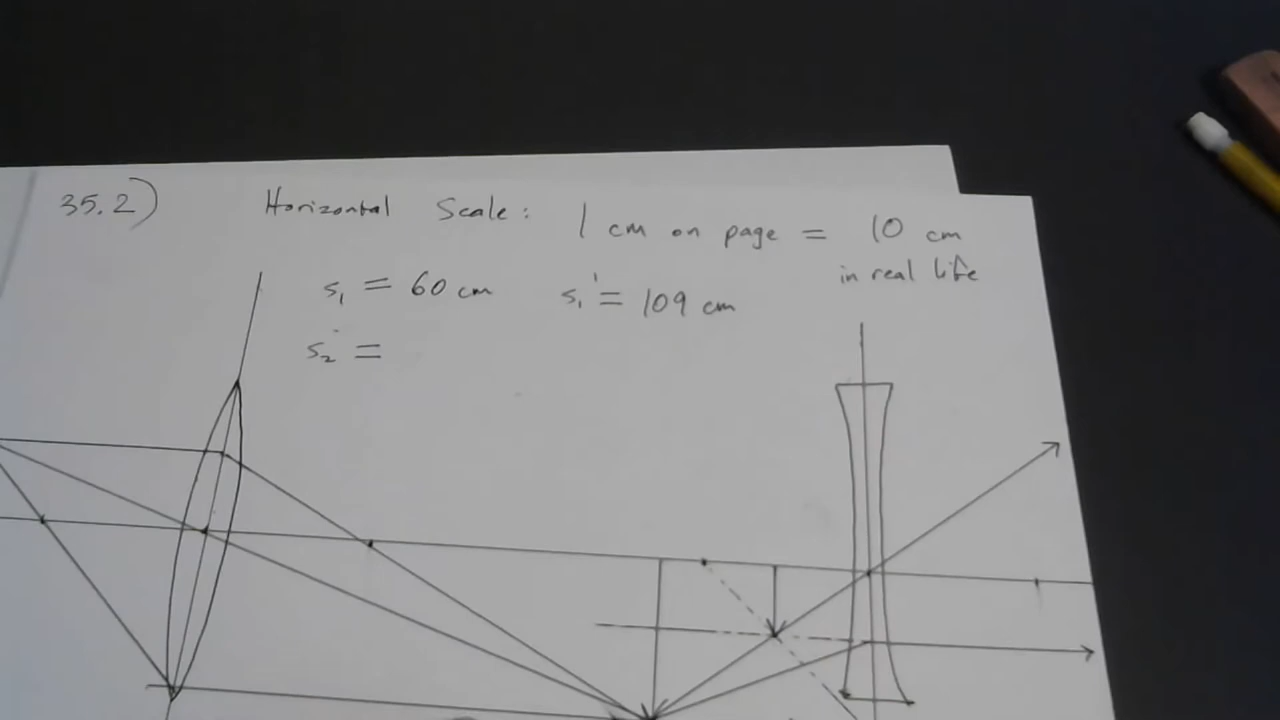 35.2) Horizontal Scale: 1 cm on page = 10 cm
in real life
s₁ = 60 cm s₁' = 109 cm
s₂ =